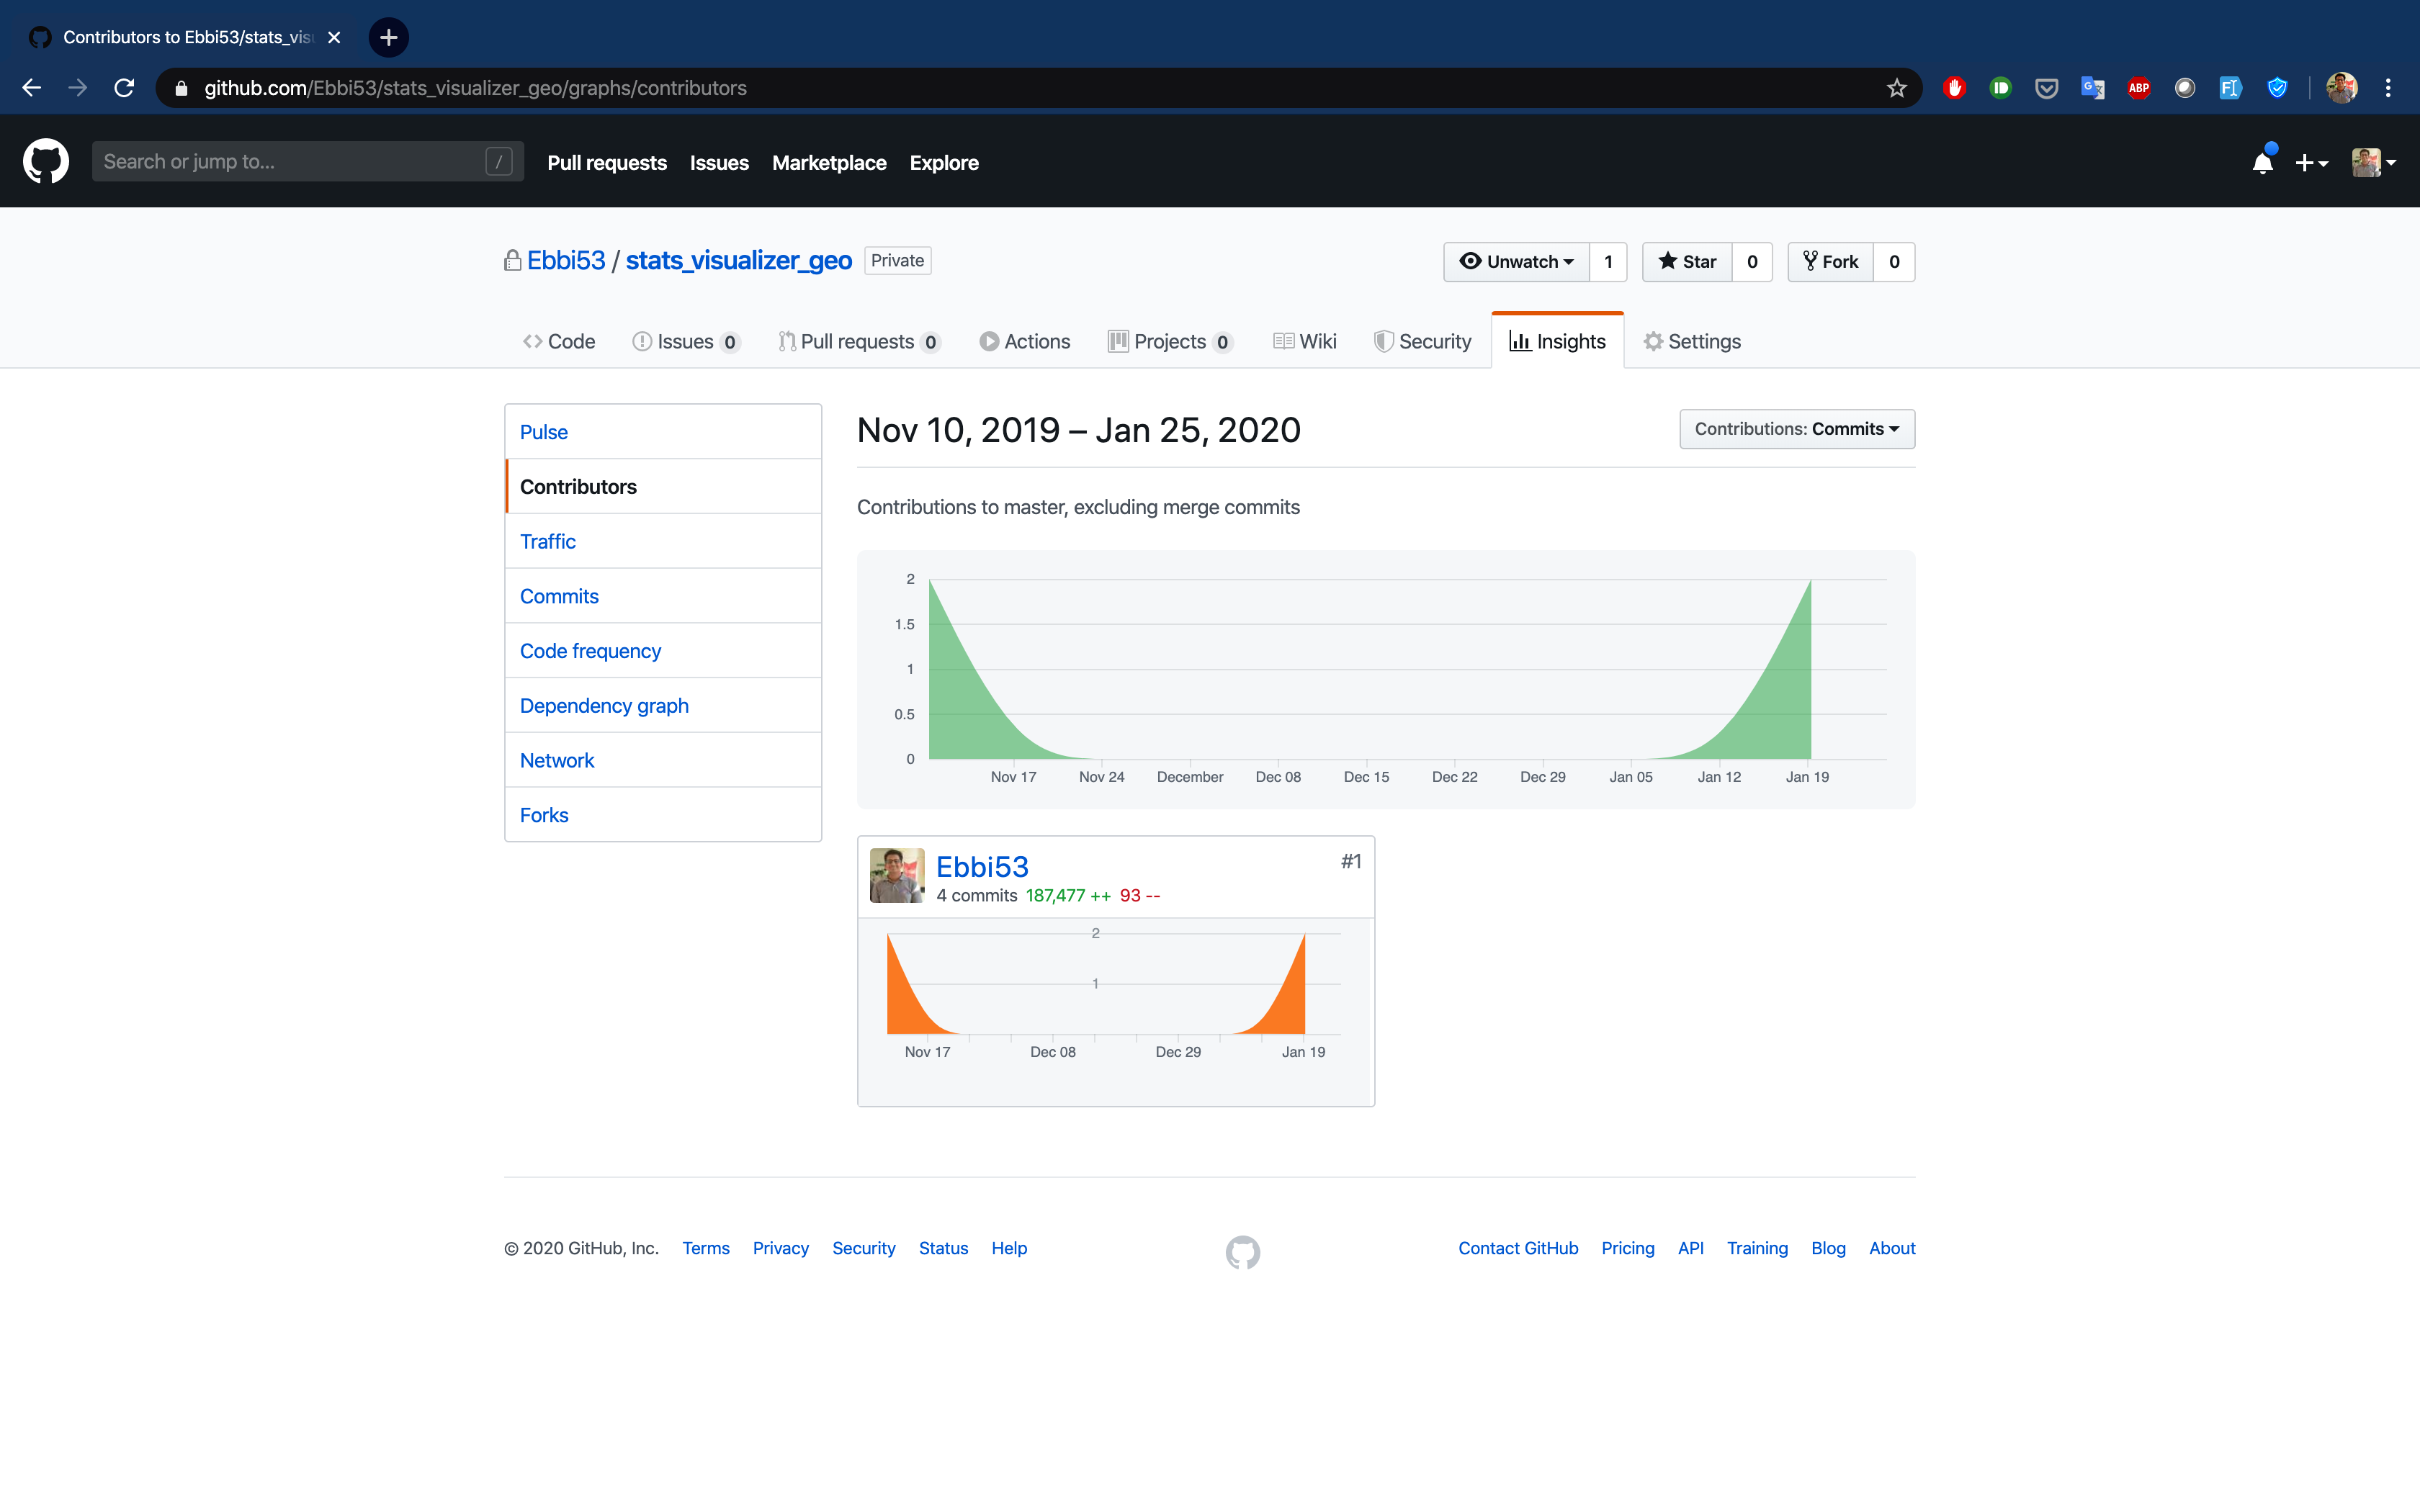 Contributors to Ebbi53/stats_vis
github.com/Ebbi53/stats_visualizer_geo/graphs/contributors
ABP
Search or jump to... /
Pull requests Issues Marketplace Explore
Ebbi53 / stats_visualizer_geo Private
Unwatch 1 Star 0 Fork 0
Code Issues 0 Pull requests 0 Actions Projects 0 Wiki Security Insights Settings
Pulse
Contributors
Traffic
Commits
Code frequency
Dependency graph
Network
Forks
Nov 10, 2019 – Jan 25, 2020
Contributions: Commits
Contributions to master, excluding merge commits
2
1.5
1
0.5
0
Nov 17 Nov 24 December Dec 08 Dec 15 Dec 22 Dec 29 Jan 05 Jan 12 Jan 19
Ebbi53 #1
4 commits 187,477 ++ 93 --
2
1
Nov 17 Dec 08 Dec 29 Jan 19
© 2020 GitHub, Inc. Terms Privacy Security Status Help
Contact GitHub Pricing API Training Blog About